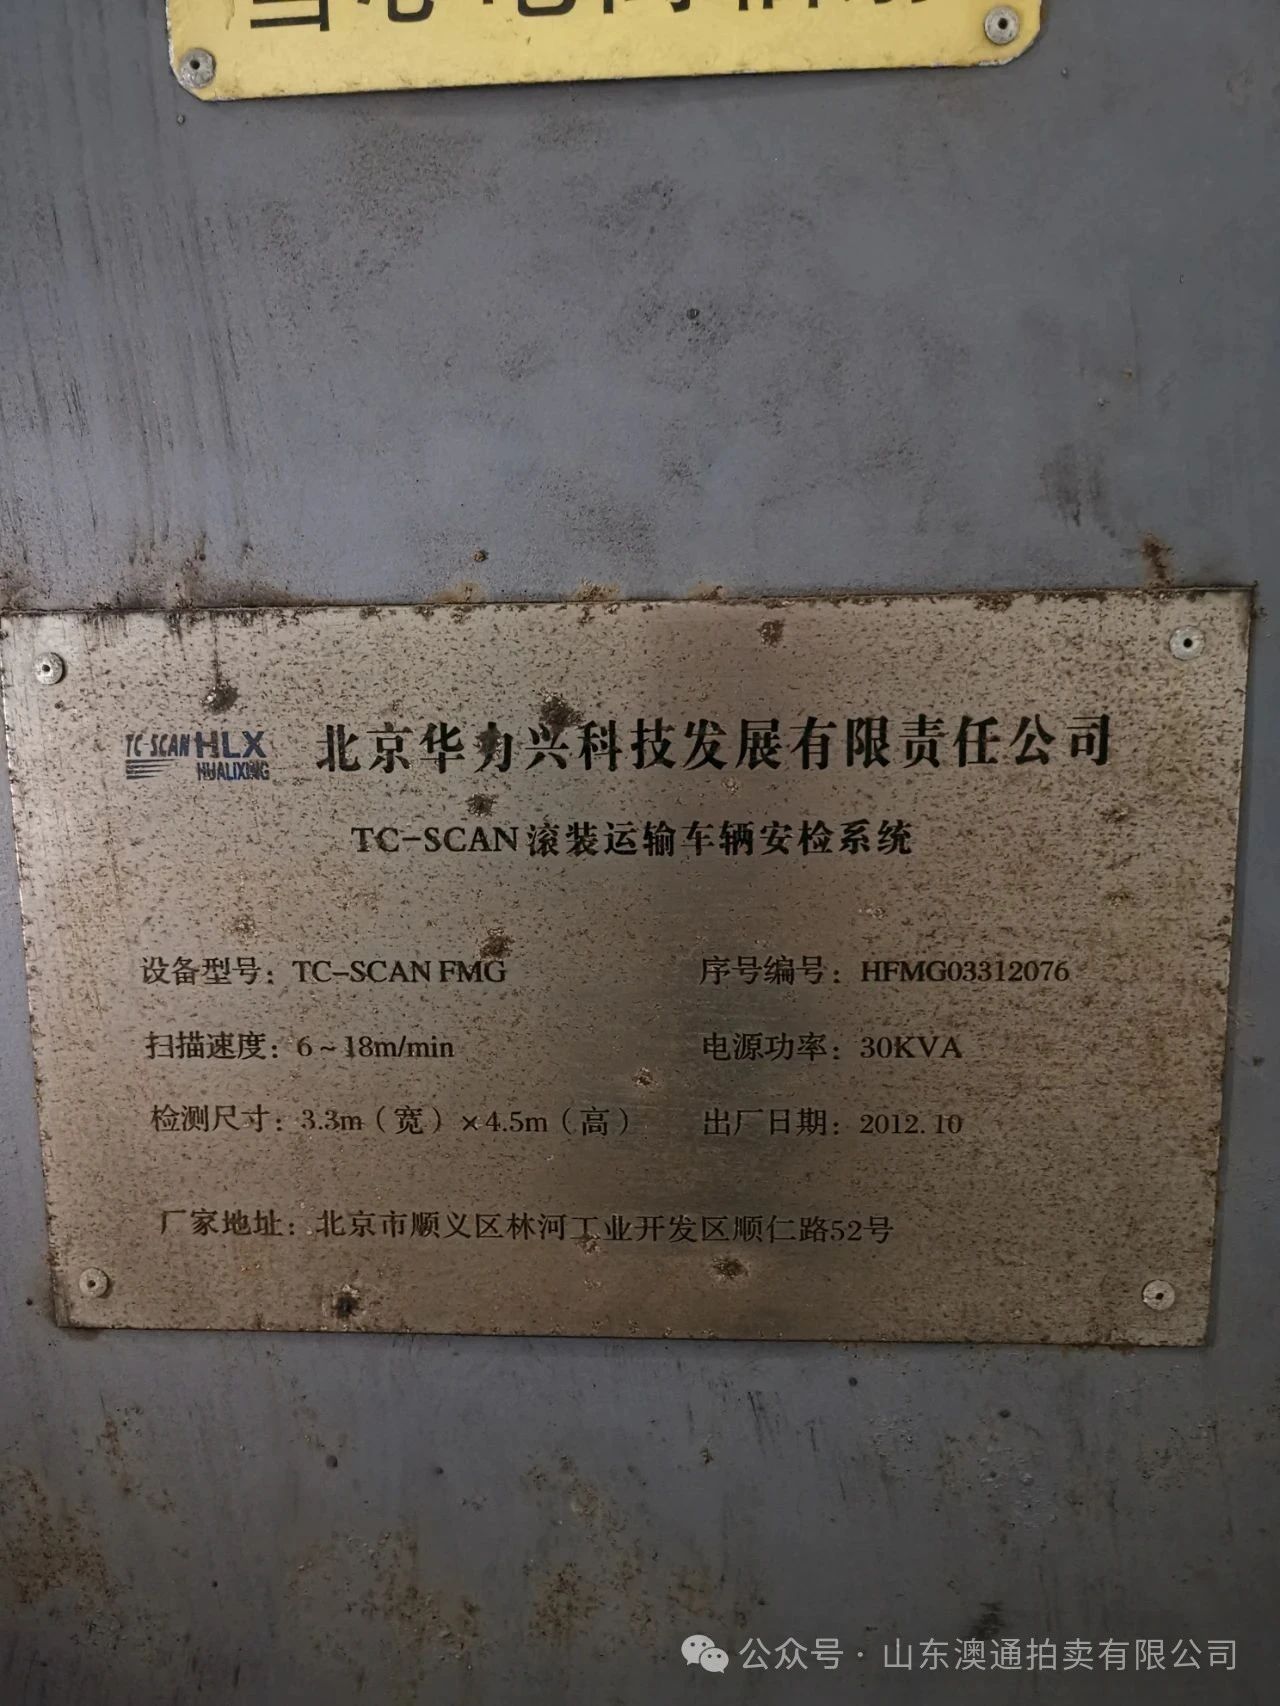 TC-SCAN HLX
HUALIXING
北京华力兴科技发展有限责任公司
TC-SCAN滚装运输车辆安检系统
设备型号：TC-SCAN FMG 序号编号：HFMG03312076
扫描速度：6～18m/min 电源功率：30KVA
检测尺寸：3.3m（宽）×4.5m（高） 出厂日期：2012.10
厂家地址：北京市顺义区林河工业开发区顺仁路52号
公众号·山东澳通拍卖有限公司